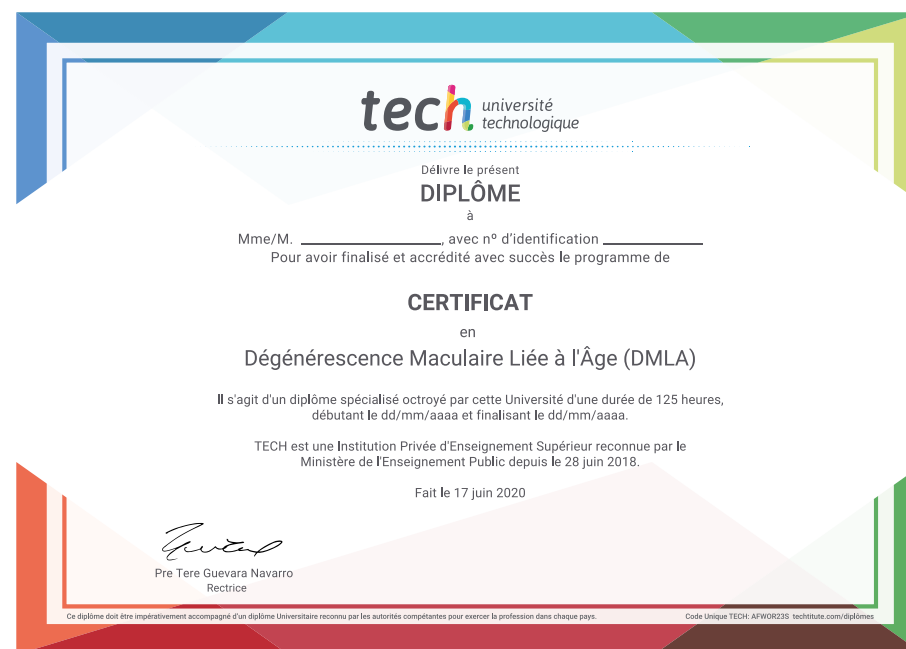 tech université
technologique
Délivre le présent
DIPLÔME
à
Mme/M. ____________________, avec nº d'identification ______________
Pour avoir finalisé et accrédité avec succès le programme de
CERTIFICAT
en
Dégénérescence Maculaire Liée à l'Âge (DMLA)
Il s'agit d'un diplôme spécialisé octroyé par cette Université d'une durée de 125 heures,
débutant le dd/mm/aaaa et finalisant le dd/mm/aaaa.
TECH est une Institution Privée d'Enseignement Supérieur reconnue par le
Ministère de l'Enseignement Public depuis le 28 juin 2018.
Fait le 17 juin 2020
Pre Tere Guevara Navarro
Rectrice
Ce diplôme doit être impérativement accompagné d'un diplôme Universitaire reconnu par les autorités compétantes pour exercer la profession dans chaque pays.
Code Unique TECH: AFWOR23S techtitute.com/diplômes